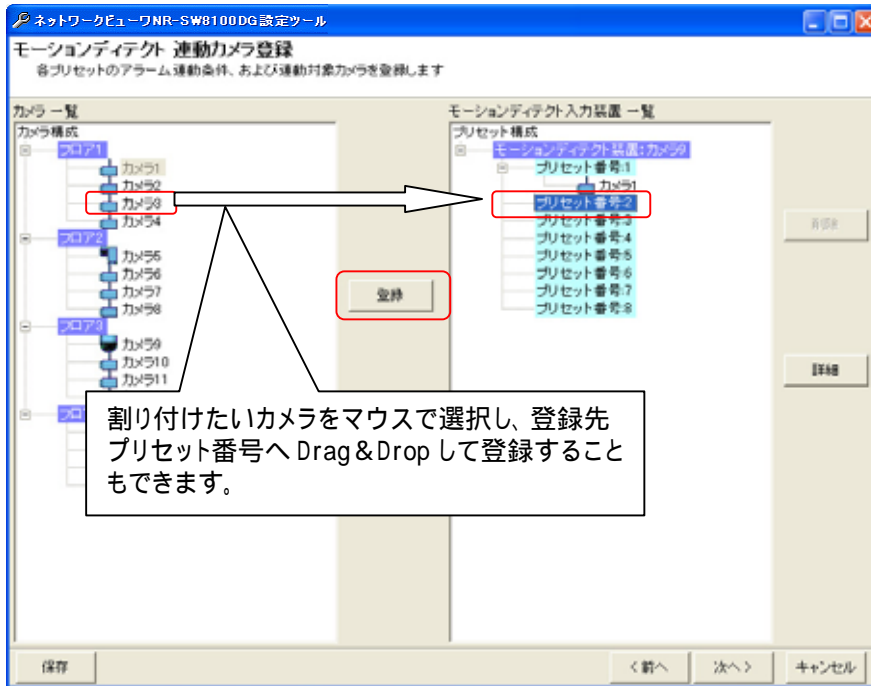 ネットワークビューワNR-SW8100DG設定ツール
モーションディテクト 連動カメラ登録
各プリセットのアラーム連動条件、および連動対象カメラを登録します
カメラ 一覧
カメラ構成
フロア1
カメラ1
カメラ2
カメラ3
カメラ4
フロア2
カメラ5
カメラ6
カメラ7
カメラ8
フロア3
カメラ9
カメラ10
カメラ11
登録
モーションディテクト入力装置 一覧
プリセット構成
モーションディテクト装置:カメラ9
プリセット番号:1
カメラ1
プリセット番号:2
プリセット番号:3
プリセット番号:4
プリセット番号:5
プリセット番号:6
プリセット番号:7
プリセット番号:8
詳細
割り付けたいカメラをマウスで選択し、登録先
プリセット番号へ Drag&Drop して登録すること
もできます。
保存
<前へ
次へ>
キャンセル